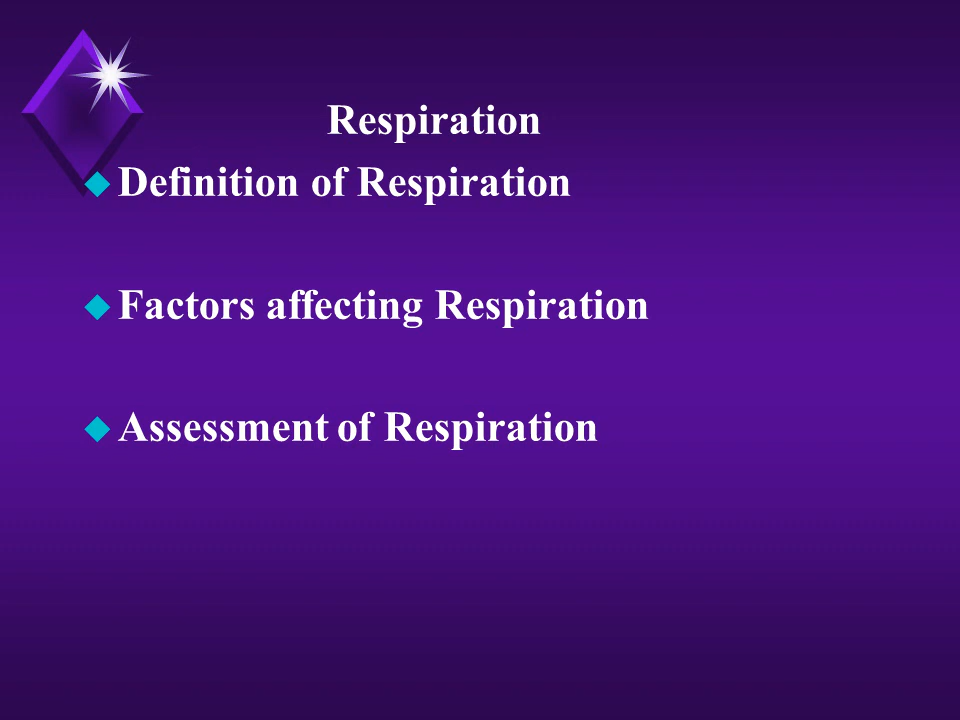 Respiration
Definition of Respiration
Factors affecting Respiration
Assessment of Respiration